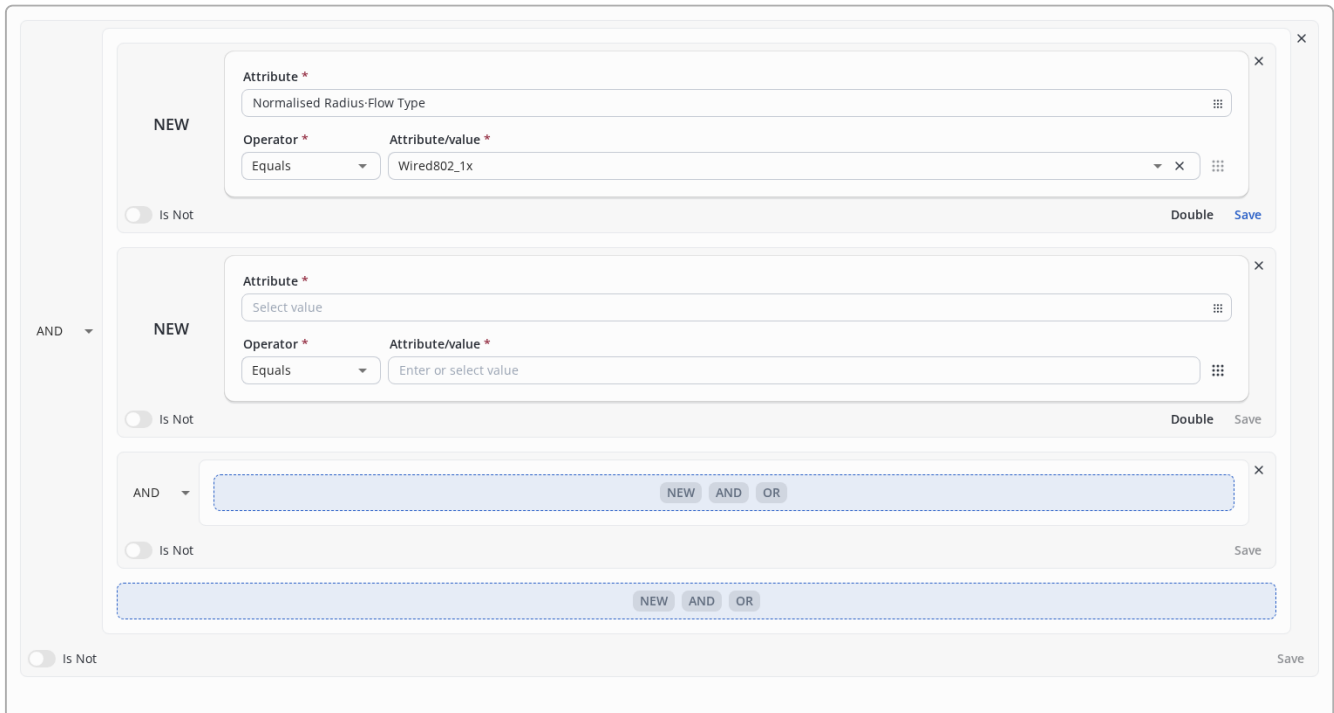 Attribute *
Normalised Radius·Flow Type
NEW
Operator * Attribute/value *
Equals Wired802_1x
Is Not Double Save
Attribute *
Select value
NEW
Operator * Attribute/value *
AND
Equals Enter or select value
Is Not Double Save
AND NEW AND OR
Is Not Save
NEW AND OR
Is Not Save